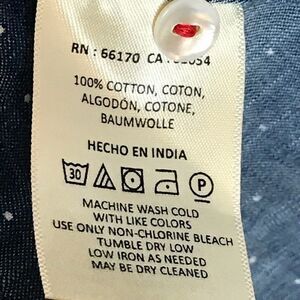 RN : 66170 CA
100% COTTON, COTON,
ALGODÓN, COTONE,
BAUMWOLLE
HECHO EN INDIA
30 P
MACHINE WASH COLD
WITH LIKE COLORS
USE ONLY NON-CHLORINE BLEACH
TUMBLE DRY LOW
LOW IRON AS NEEDED
MAY BE DRY CLEANED